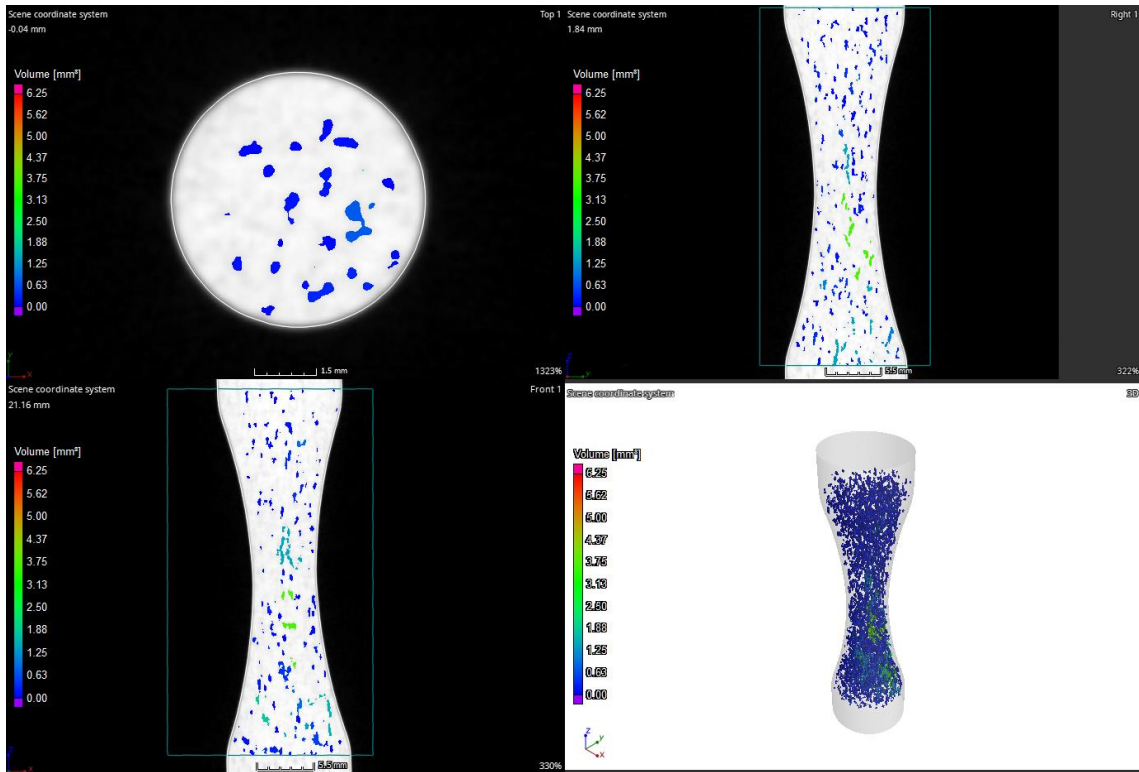 Scene coordinate system
-0.04 mm
Top 1
Volume [mm³]
6.25
5.62
5.00
4.37
3.75
3.13
2.50
1.88
1.25
0.63
0.00
1.5 mm
1323%
Scene coordinate system
1.84 mm
Right 1
Volume [mm³]
6.25
5.62
5.00
4.37
3.75
3.13
2.50
1.88
1.25
0.63
0.00
5.5 mm
322%
Scene coordinate system
21.16 mm
Front 1
Volume [mm³]
6.25
5.62
5.00
4.37
3.75
3.13
2.50
1.88
1.25
0.63
0.00
5.5 mm
330%
Scene coordinate system
3D
Volume [mm³]
6.25
5.62
5.00
4.37
3.75
3.13
2.50
1.88
1.25
0.63
0.00
z
y
x